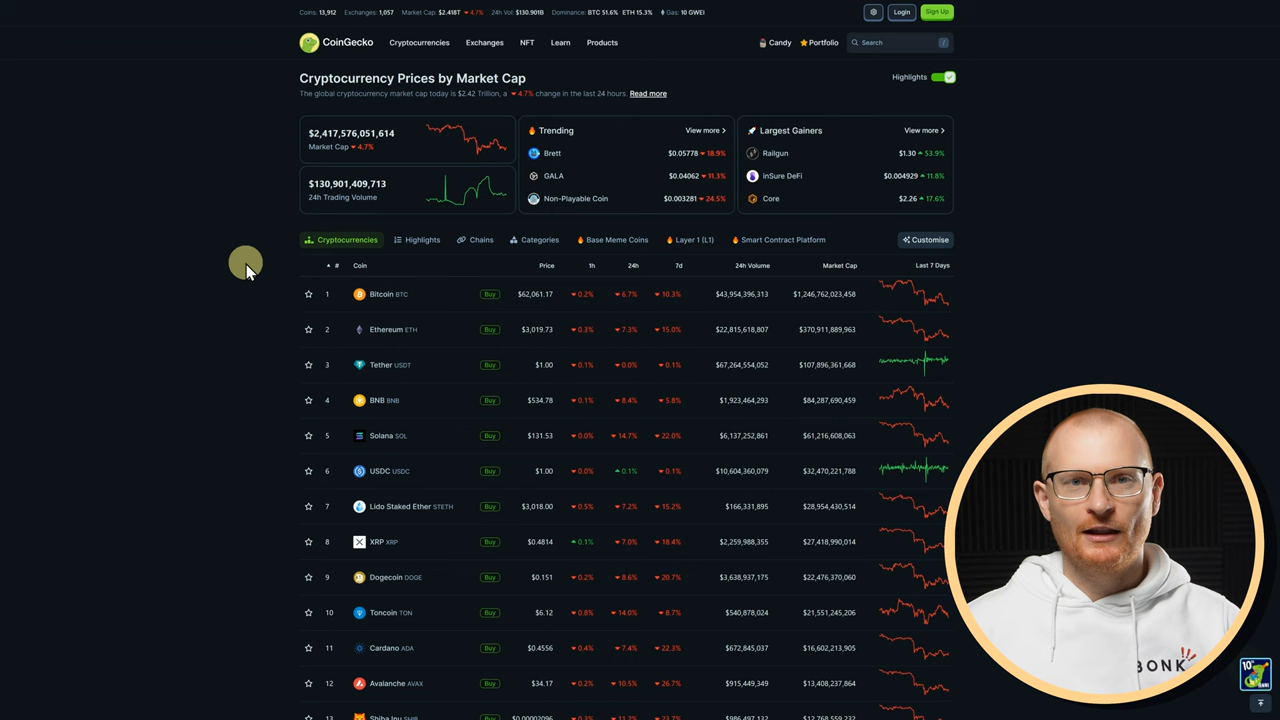 Coins: 13,912 Exchanges: 1,057 Market Cap: $2.418T 4.7% 24h Vol: $130.901B Dominance: BTC 51.6% ETH 15.3% Gas: 10 GWEI Login Sign Up
CoinGecko Cryptocurrencies Exchanges NFT Learn Products Candy Portfolio Search /
Cryptocurrency Prices by Market Cap Highlights
The global cryptocurrency market cap today is $2.42 Trillion, a 4.7% change in the last 24 hours. Read more
$2,417,576,051,614
Market Cap 4.7%
$130,901,409,713
24h Trading Volume
Trending View more
Brett $0.05778 18.9%
GALA $0.04062 11.3%
Non-Playable Coin $0.003281 24.5%
Largest Gainers View more
Railgun $1.30 53.9%
inSure DeFi $0.004929 11.8%
Core $2.26 17.6%
Cryptocurrencies Highlights Chains Categories Base Meme Coins Layer 1 (L1) Smart Contract Platform Customise
# Coin Price 1h 24h 7d 24h Volume Market Cap Last 7 Days
1 Bitcoin BTC Buy $62,061.17 0.2% 6.7% 10.3% $43,954,396,313 $1,246,762,023,458
2 Ethereum ETH Buy $3,019.73 0.3% 7.3% 15.0% $22,815,618,807 $370,911,889,963
3 Tether USDT Buy $1.00 0.1% 0.0% 0.1% $67,264,554,052 $107,896,361,668
4 BNB BNB Buy $534.78 0.1% 8.4% 5.8% $1,923,464,293 $84,287,690,459
5 Solana SOL Buy $131.53 0.0% 14.7% 22.0% $6,137,252,861 $61,216,608,063
6 USDC USDC Buy $1.00 0.0% 0.1% 0.1% $10,604,360,079 $32,470,221,788
7 Lido Staked Ether STETH Buy $3,018.00 0.5% 7.2% 15.2% $166,331,895 $28,954,430,514
8 XRP XRP Buy $0.4814 0.1% 7.0% 18.4% $2,259,988,355 $27,418,990,014
9 Dogecoin DOGE Buy $0.151 0.2% 8.6% 20.7% $3,638,937,175 $22,476,370,060
10 Toncoin TON Buy $6.12 0.8% 14.0% 8.7% $540,878,024 $21,551,245,206
11 Cardano ADA Buy $0.4556 0.4% 7.4% 22.3% $672,845,037 $16,602,213,905
12 Avalanche AVAX Buy $34.17 0.2% 10.5% 26.7% $915,449,349 $13,408,237,864
13 Shiba Inu SHIB
BONK